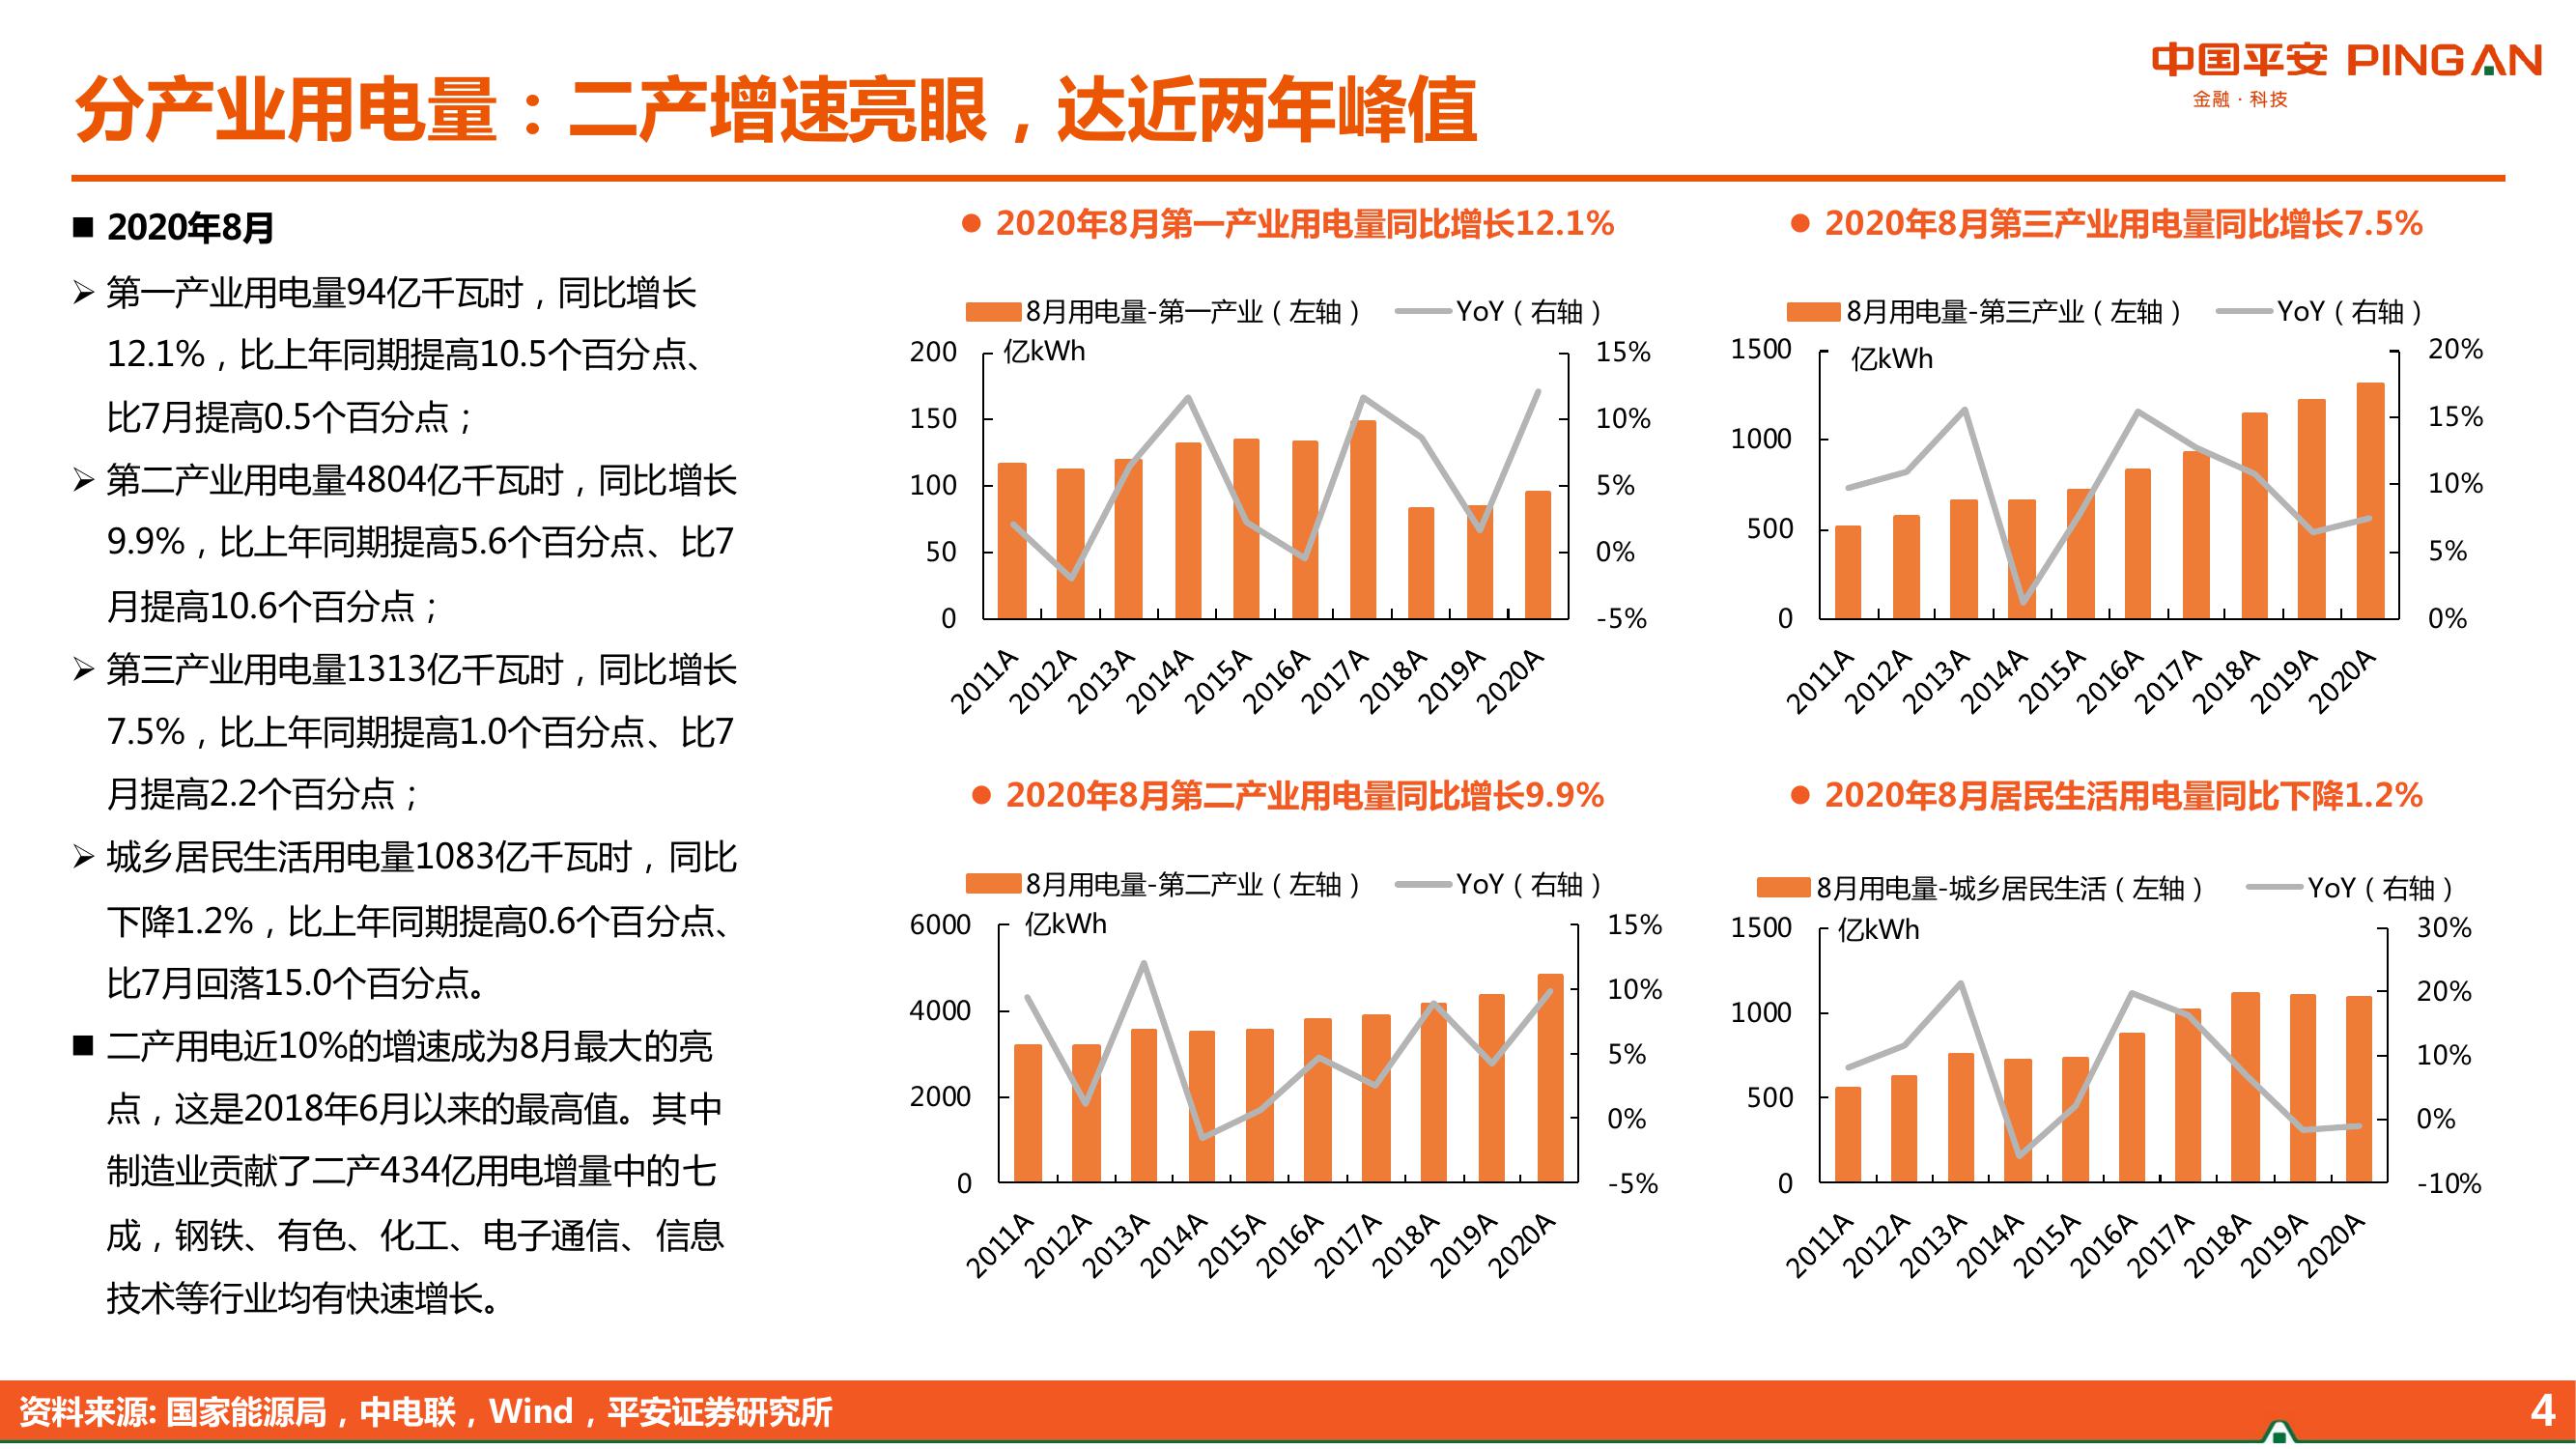 分产业用电量：二产增速亮眼，达近两年峰值
中国平安 PINGAN
金融·科技
■ 2020年8月
➢ 第一产业用电量94亿千瓦时，同比增长
12.1%，比上年同期提高10.5个百分点、
比7月提高0.5个百分点；
➢ 第二产业用电量4804亿千瓦时，同比增长
9.9%，比上年同期提高5.6个百分点、比7
月提高10.6个百分点；
➢ 第三产业用电量1313亿千瓦时，同比增长
7.5%，比上年同期提高1.0个百分点、比7
月提高2.2个百分点；
➢ 城乡居民生活用电量1083亿千瓦时，同比
下降1.2%，比上年同期提高0.6个百分点、
比7月回落15.0个百分点。
■ 二产用电近10%的增速成为8月最大的亮
点，这是2018年6月以来的最高值。其中
制造业贡献了二产434亿用电增量中的七
成，钢铁、有色、化工、电子通信、信息
技术等行业均有快速增长。
● 2020年8月第一产业用电量同比增长12.1%
8月用电量-第一产业（左轴） YoY（右轴）
亿kWh
200
150
100
50
0
15%
10%
5%
0%
-5%
2011A 2012A 2013A 2014A 2015A 2016A 2017A 2018A 2019A 2020A
● 2020年8月第三产业用电量同比增长7.5%
8月用电量-第三产业（左轴） YoY（右轴）
亿kWh
1500
1000
500
0
20%
15%
10%
5%
0%
2011A 2012A 2013A 2014A 2015A 2016A 2017A 2018A 2019A 2020A
● 2020年8月第二产业用电量同比增长9.9%
8月用电量-第二产业（左轴） YoY（右轴）
亿kWh
6000
4000
2000
0
15%
10%
5%
0%
-5%
2011A 2012A 2013A 2014A 2015A 2016A 2017A 2018A 2019A 2020A
● 2020年8月居民生活用电量同比下降1.2%
8月用电量-城乡居民生活（左轴） YoY（右轴）
亿kWh
1500
1000
500
0
30%
20%
10%
0%
-10%
2011A 2012A 2013A 2014A 2015A 2016A 2017A 2018A 2019A 2020A
资料来源: 国家能源局，中电联，Wind，平安证券研究所
4